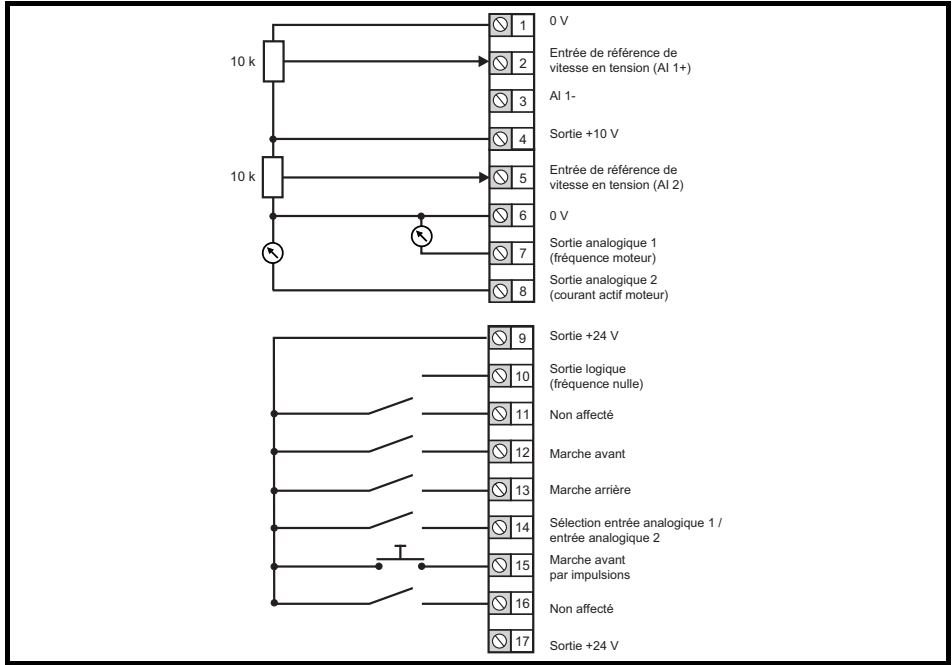 1 0 V
10 k
2 Entrée de référence de
vitesse en tension (AI 1+)
3 AI 1-
4 Sortie +10 V
10 k
5 Entrée de référence de
vitesse en tension (AI 2)
6 0 V
7 Sortie analogique 1
(fréquence moteur)
8 Sortie analogique 2
(courant actif moteur)
9 Sortie +24 V
10 Sortie logique
(fréquence nulle)
11 Non affecté
12 Marche avant
13 Marche arrière
14 Sélection entrée analogique 1 /
entrée analogique 2
15 Marche avant
par impulsions
16 Non affecté
17 Sortie +24 V